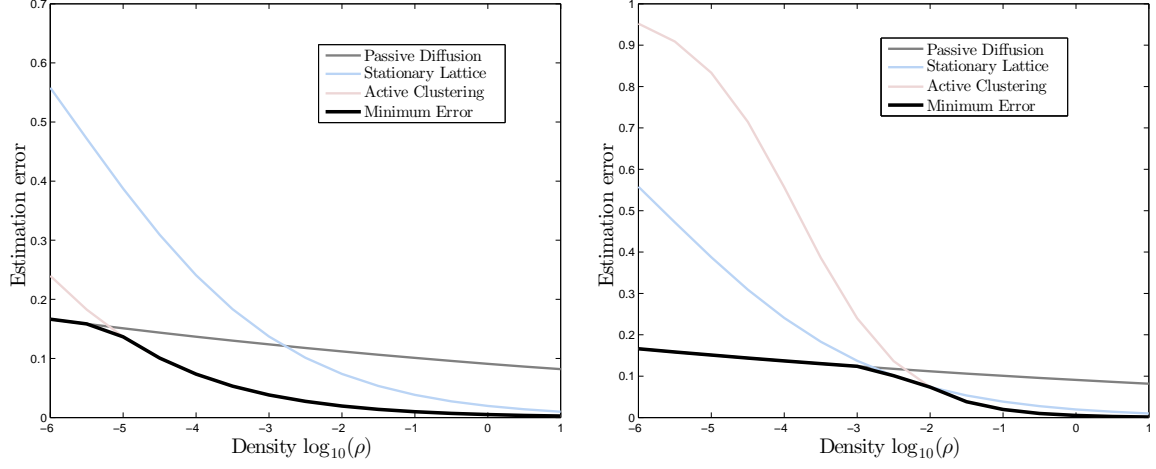 0.7
0.6
0.5
0.4
0.3
0.2
0.1
0
Estimation error
Passive Diffusion
Stationary Lattice
Active Clustering
Minimum Error
−6 −5 −4 −3 −2 −1 0 1
Density log₁₀(ρ)
1
0.9
0.8
0.7
0.6
0.5
0.4
0.3
0.2
0.1
0
Estimation error
Passive Diffusion
Stationary Lattice
Active Clustering
Minimum Error
−6 −5 −4 −3 −2 −1 0 1
Density log₁₀(ρ)